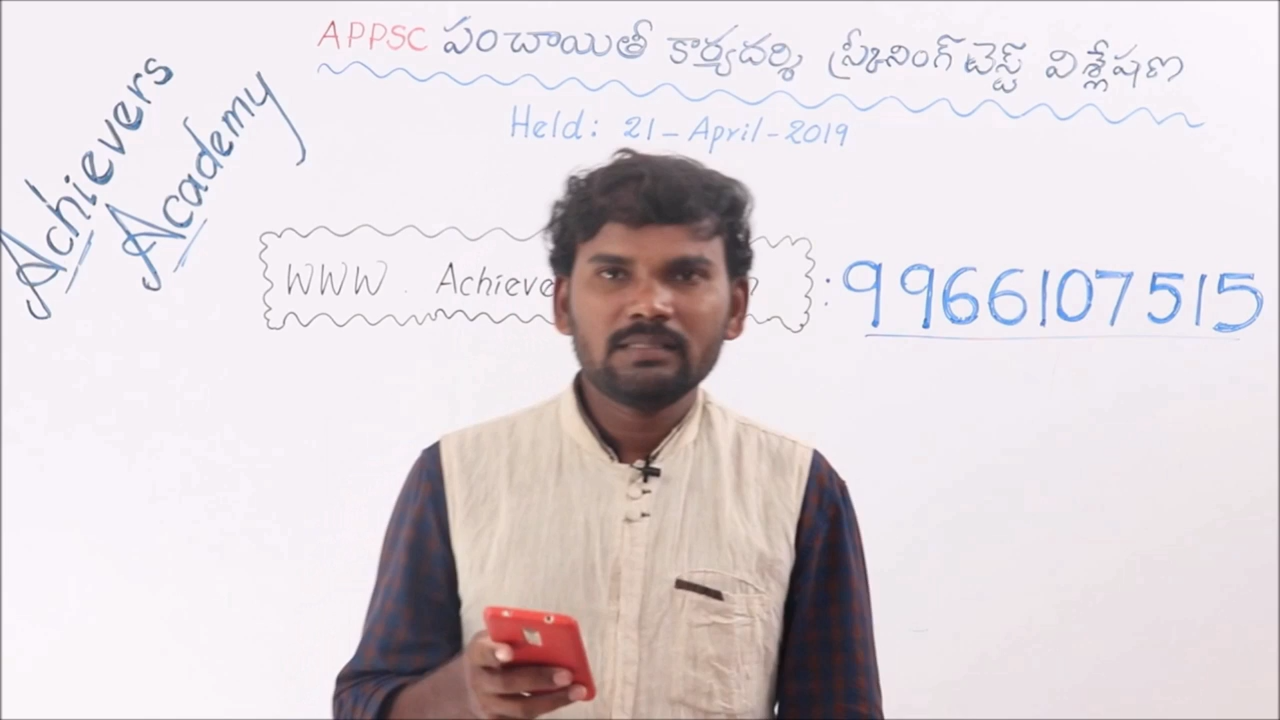 APPSC పంచాయితీ కార్యదర్శి స్క్రీనింగ్ టెస్ట్ విశ్లేషణ
Held: 21-April-2019
Achievers
Academy
WWW. Achieve
: 9966107515